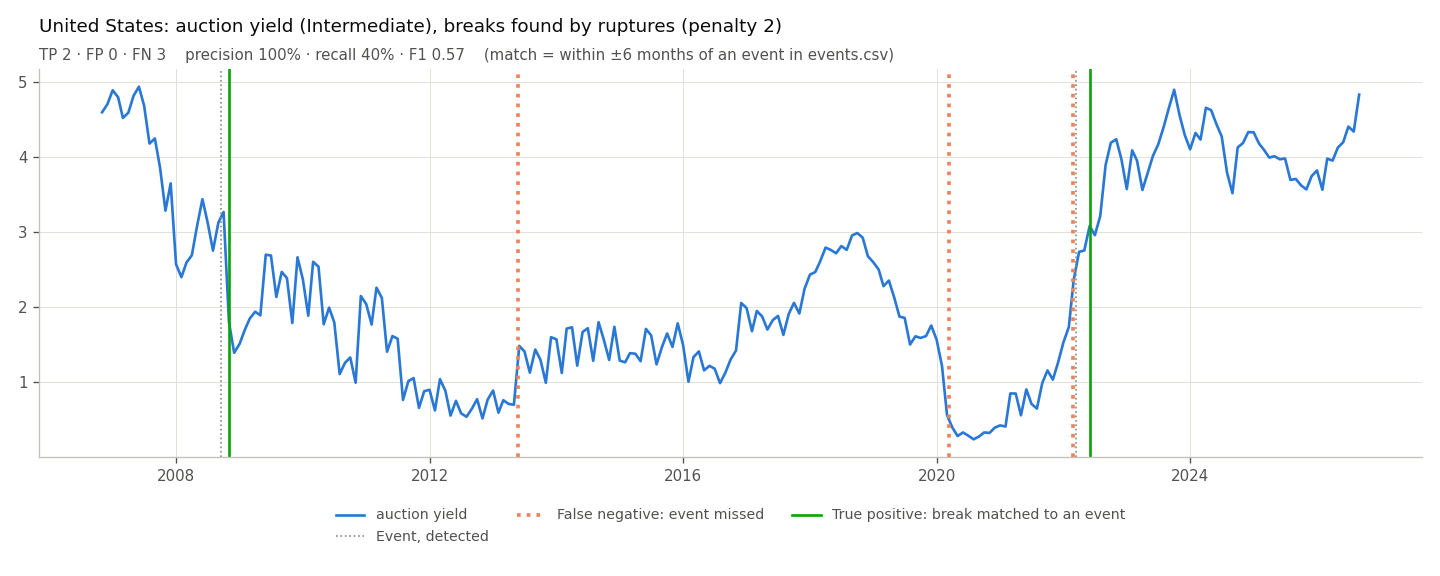 United States: auction yield (Intermediate), breaks found by ruptures (penalty 2)
TP 2 · FP 0 · FN 3    precision 100% · recall 40% · F1 0.57    (match = within ±6 months of an event in events.csv)
5
4
3
2
1
2008 2012 2016 2020 2024
auction yield
Event, detected
False negative: event missed
True positive: break matched to an event